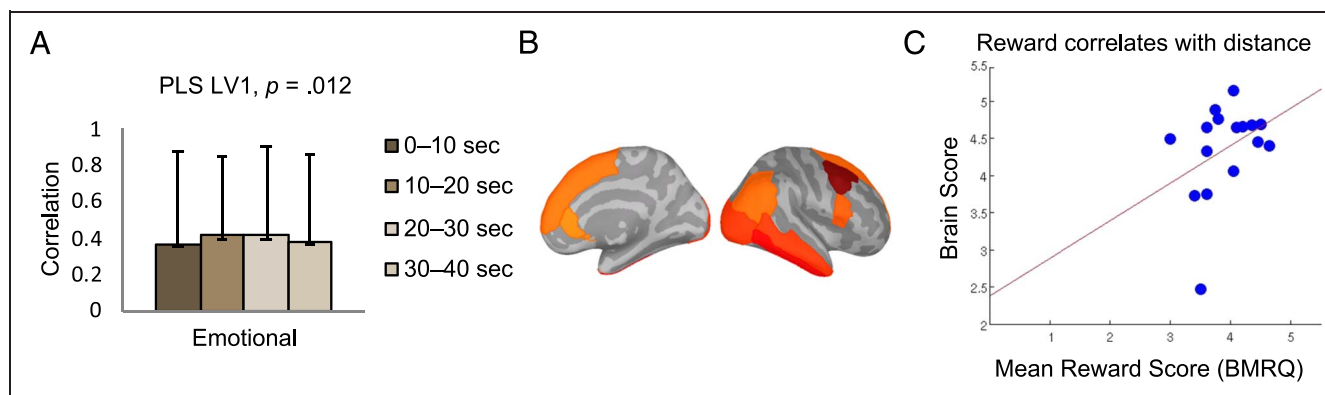 A
PLS LV1, p = .012
Correlation
1
0.8
0.6
0.4
0.2
0
Emotional
0–10 sec
10–20 sec
20–30 sec
30–40 sec
B
C
Reward correlates with distance
Brain Score
5.5
5
4.5
4
3.5
3
2.5
2
1 2 3 4 5
Mean Reward Score (BMRQ)